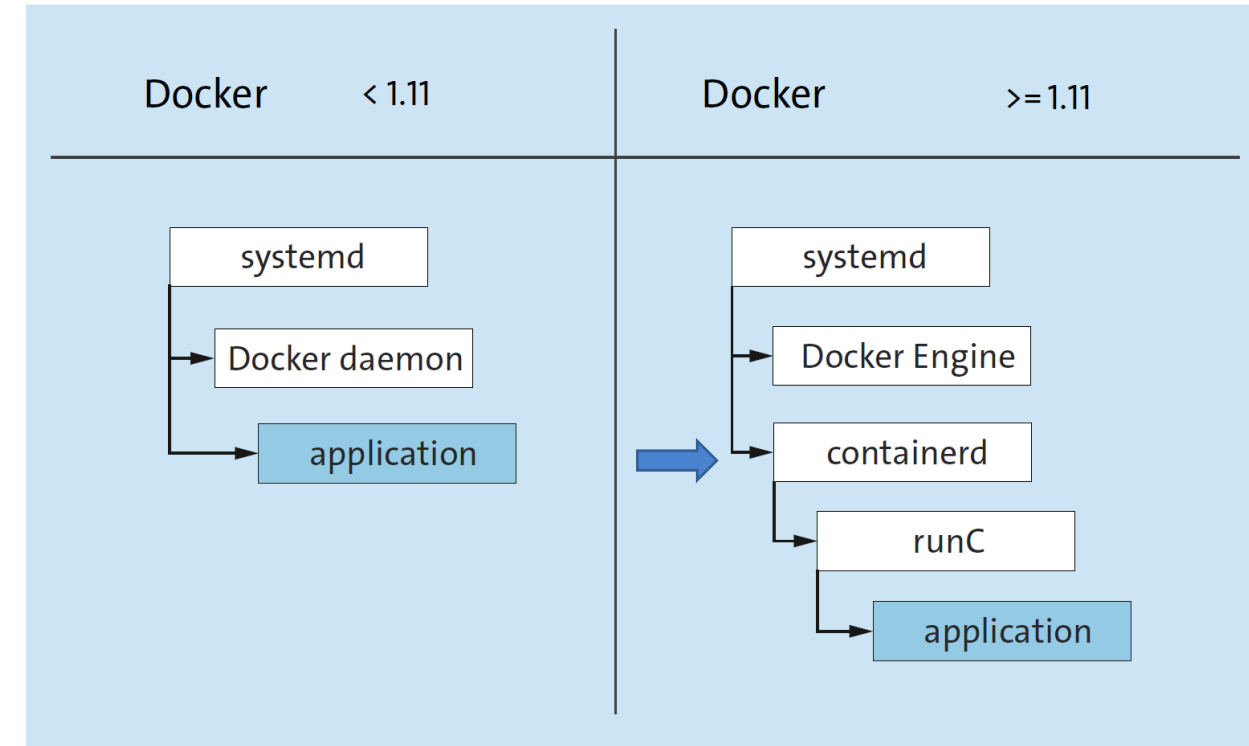 Docker < 1.11
Docker >= 1.11
systemd
Docker daemon
application
systemd
Docker Engine
containerd
runC
application